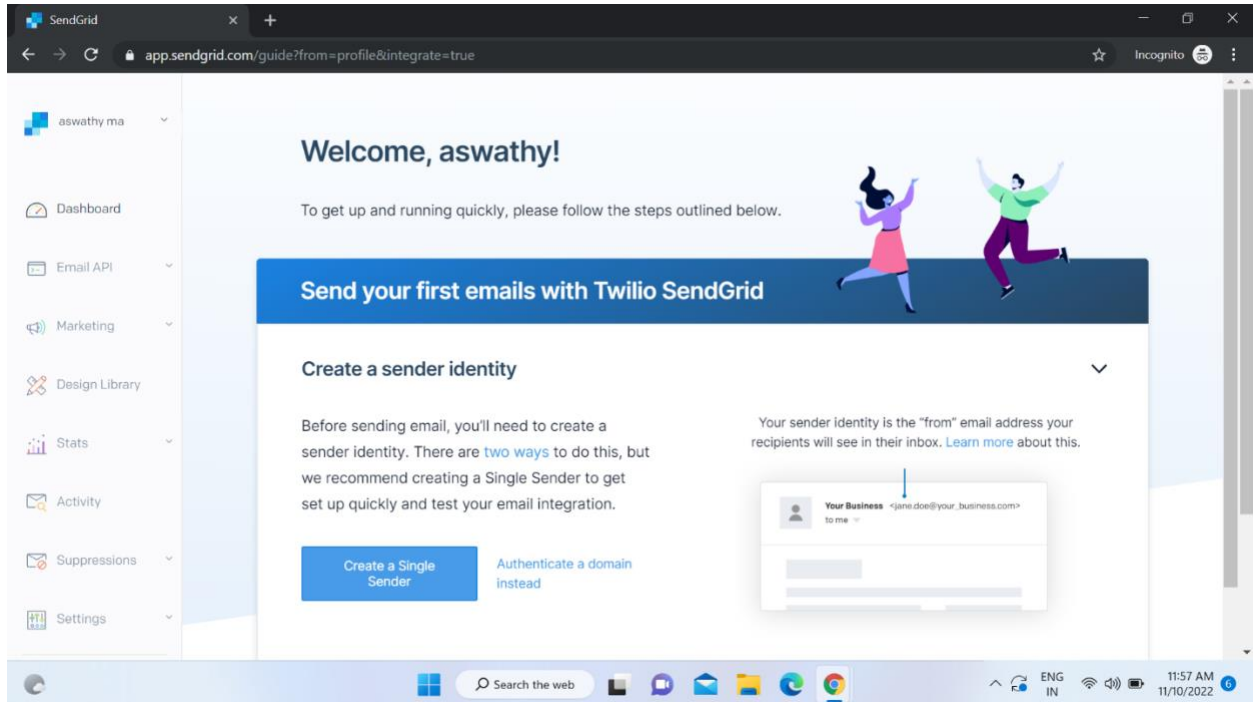 SendGrid
app.sendgrid.com/guide?from=profile&integrate=true
Incognito
aswathy ma
Dashboard
Email API
Marketing
Design Library
Stats
Activity
Suppressions
Settings
Welcome, aswathy!
To get up and running quickly, please follow the steps outlined below.
Send your first emails with Twilio SendGrid
Create a sender identity
Before sending email, you'll need to create a
sender identity. There are two ways to do this, but
we recommend creating a Single Sender to get
set up quickly and test your email integration.
Create a Single
Sender
Authenticate a domain
instead
Your sender identity is the "from" email address your
recipients will see in their inbox. Learn more about this.
Your Business <jane.doe@your_business.com>
to me
Search the web
ENG
IN
11:57 AM
11/10/2022
6